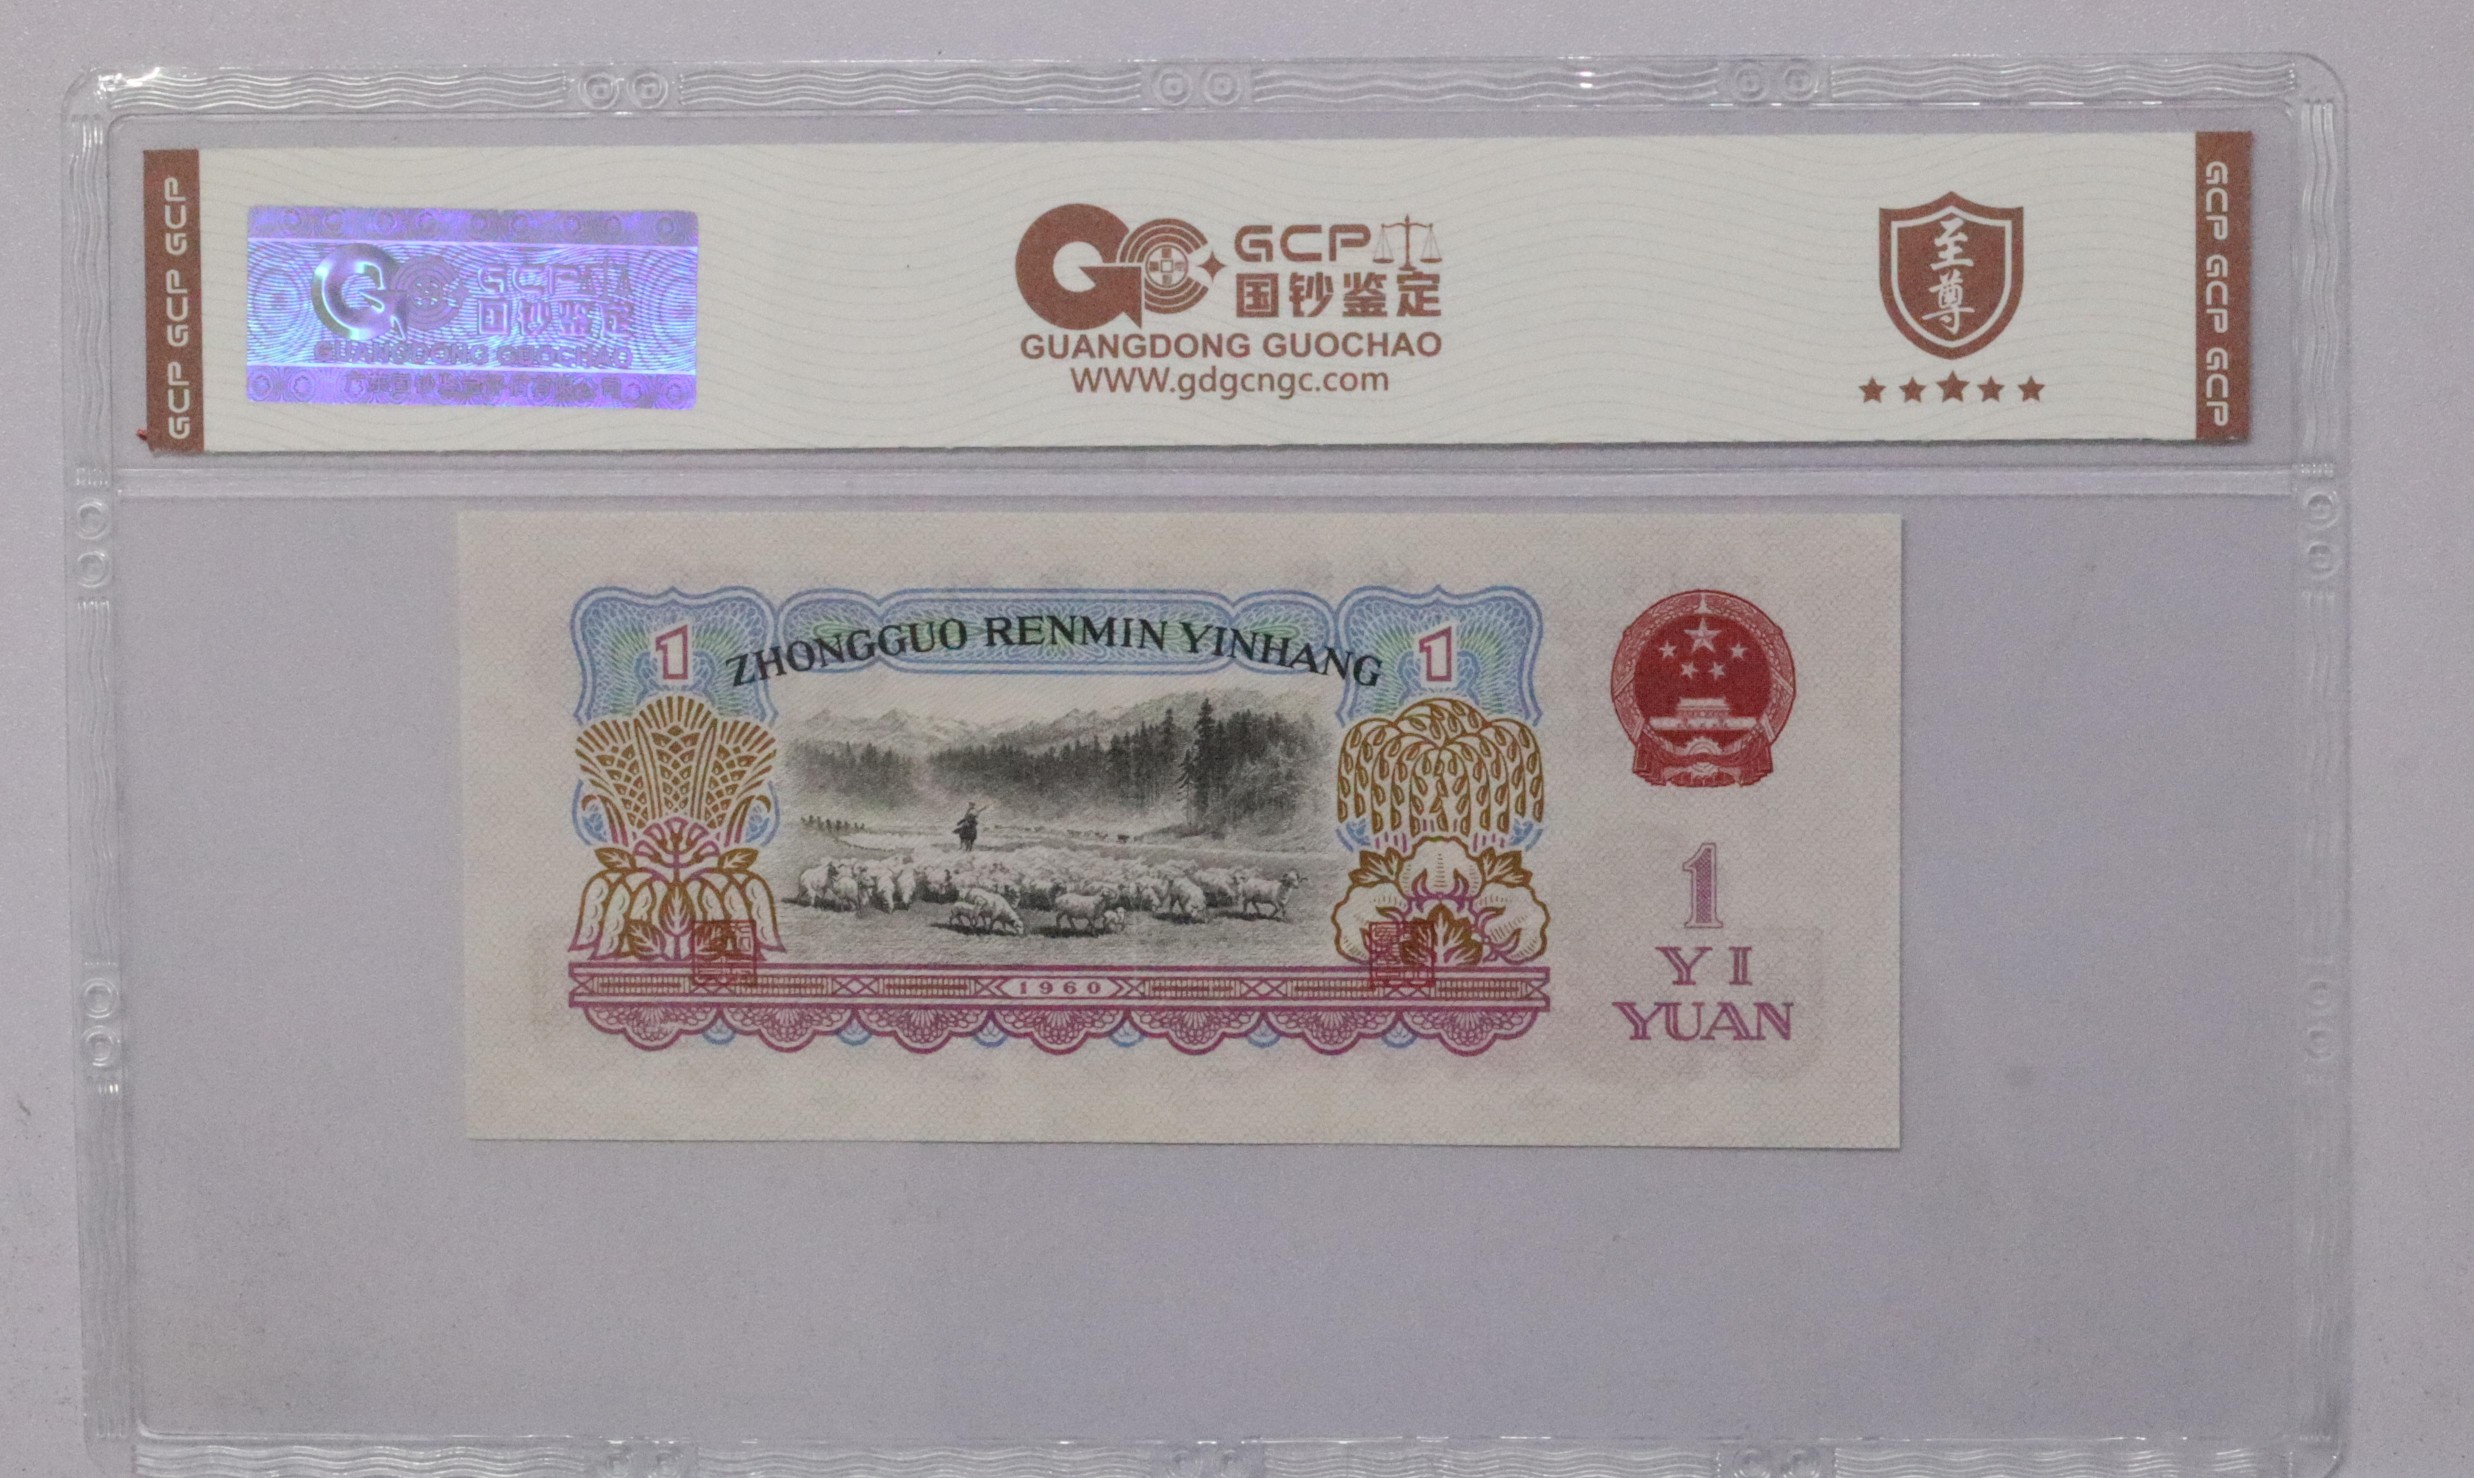 GCP GCP GCP
GCP
国钞鉴定
GUANGDONG GUOCHAO
GCP
国钞鉴定
GUANGDONG GUOCHAO
WWW.gdgcngc.com
至尊
GCP GCP GCP
1
ZHONGGUO RENMIN YINHANG
1
1960
1
YI
YUAN